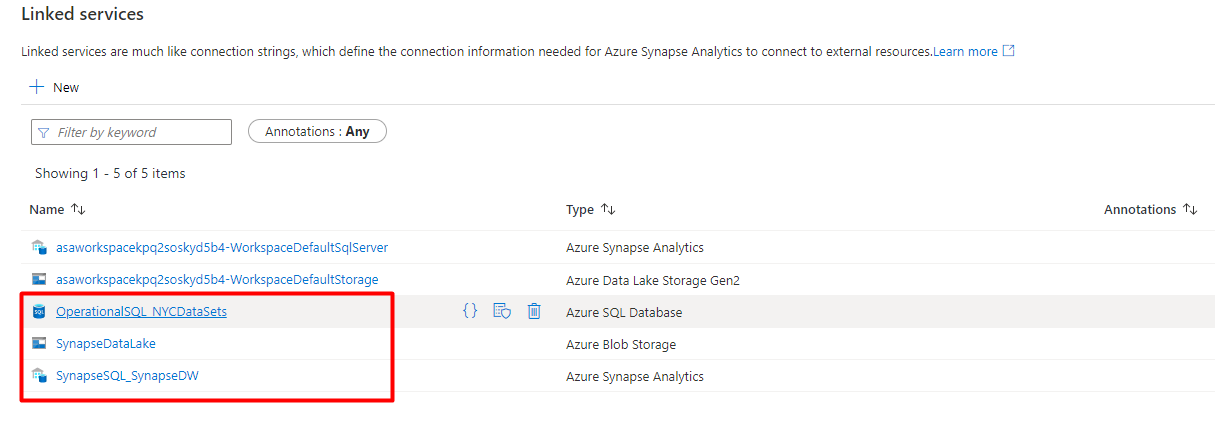 Linked services
Linked services are much like connection strings, which define the connection information needed for Azure Synapse Analytics to connect to external resources.Learn more
New
Filter by keyword Annotations : Any
Showing 1 - 5 of 5 items
Name Type Annotations
asaworkspacekpq2soskyd5b4-WorkspaceDefaultSqlServer Azure Synapse Analytics
asaworkspacekpq2soskyd5b4-WorkspaceDefaultStorage Azure Data Lake Storage Gen2
SQL OperationalSQL_NYCDataSets {} Azure SQL Database
SynapseDataLake Azure Blob Storage
SynapseSQL_SynapseDW Azure Synapse Analytics